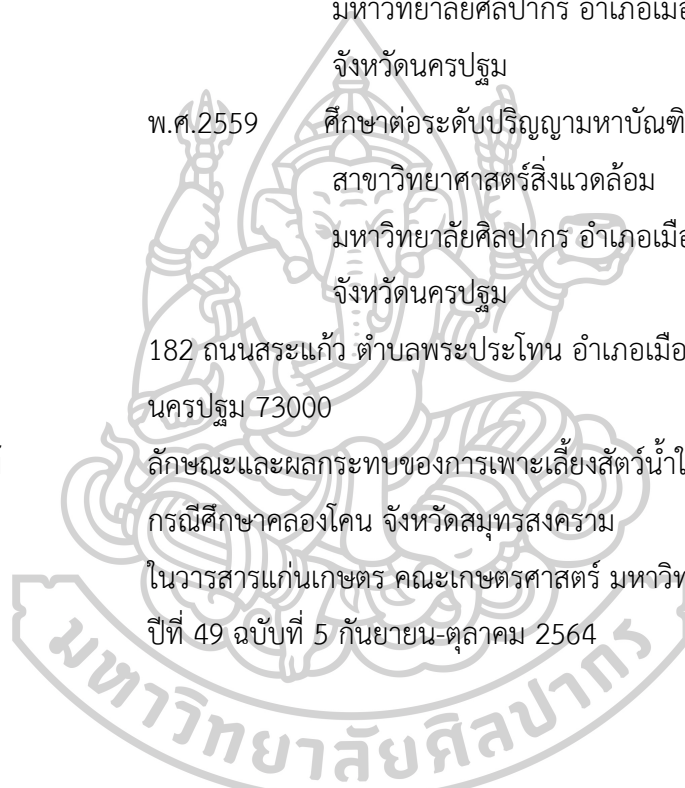 มหาวิทยาลัยศิลปากร
จังหวัดนครปฐม
พ.ศ.2559 ศึกษาต่อระดับปริญญามหาบัณฑิ
สาขาวิทยาศาสตร์สิ่งแวดล้อม
มหาวิทยาลัยศิลปากร อำเภอเมือ
จังหวัดนครปฐม
182 ถนนสระแก้ว ตำบลพระประโทน อำเภอเมือ
นครปฐม 73000
ลักษณะและผลกระทบของการเพาะเลี้ยงสัตว์น้ำใ
กรณีศึกษาคลองโคน จังหวัดสมุทรสงคราม
ในวารสารแก่นเกษตร คณะเกษตรศาสตร์ มหาวิท
ปีที่ 49 ฉบับที่ 5 กันยายน-ตุลาคม 2564
มหาวิทยาลัยศิลปากร